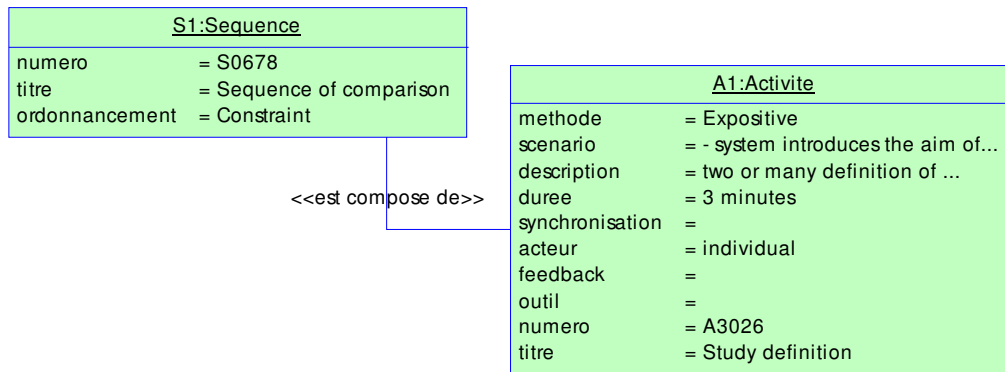 S1:Sequence
numero = S0678
titre = Sequence of comparison
ordonnancement = Constraint
<<est compose de>>
A1:Activite
methode = Expositive
scenario = - system introduces the aim of...
description = two or many definition of ...
duree = 3 minutes
synchronisation =
acteur = individual
feedback =
outil =
numero = A3026
titre = Study definition